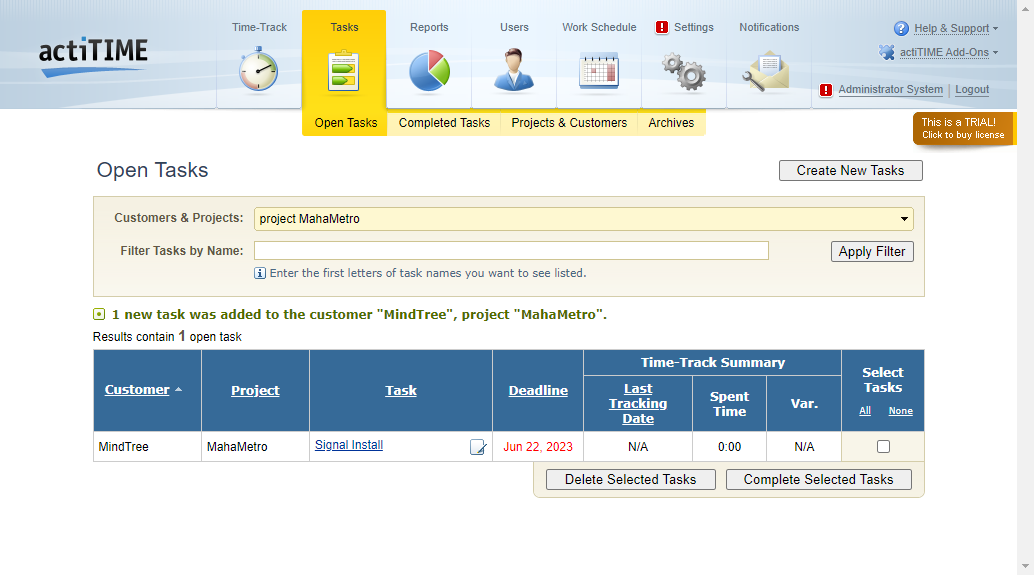 actiTIME
Time-Track
Tasks
Reports
Users
Work Schedule
Settings
Notifications
Help & Support
actiTIME Add-Ons
Administrator System | Logout
Open Tasks
Completed Tasks
Projects & Customers
Archives
This is a TRIAL!
Click to buy license
Open Tasks
Create New Tasks
Customers & Projects: project MahaMetro
Filter Tasks by Name:
Apply Filter
Enter the first letters of task names you want to see listed.
1 new task was added to the customer "MindTree", project "MahaMetro".
Results contain 1 open task
Customer
Project
Task
Deadline
Time-Track Summary
Last
Tracking
Date
Spent
Time
Var.
Select
Tasks
All None
MindTree MahaMetro Signal Install Jun 22, 2023 N/A 0:00 N/A
Delete Selected Tasks
Complete Selected Tasks